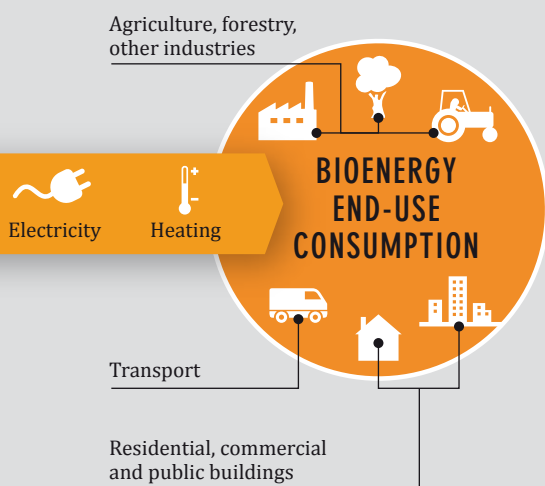 Agriculture, forestry,
other industries
BIOENERGY
END-USE
CONSUMPTION
+
-
Electricity
Heating
Transport
Residential, commercial
and public buildings